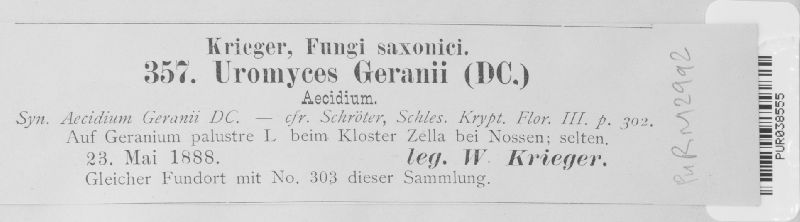 Krieger, Fungi saxonici.
357. Uromyces Geranii (DC.)
Aecidium.
Syn. Aecidium Geranii DC. — cfr. Schröter, Schles. Krypt. Flor. III. p. 302.
Auf Geranium palustre L beim Kloster Zella bei Nossen; selten.
23. Mai 1888. leg. W Krieger.
Gleicher Fundort mit No. 303 dieser Sammlung.
PURM2992
PUR038555